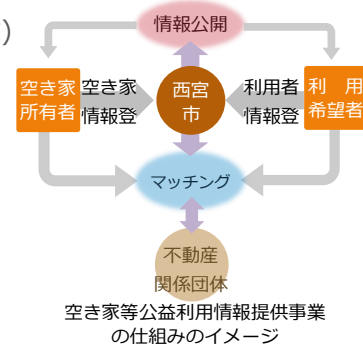 )
情報公開
空き家
所有者
空き家
情報登
西宮
市
利用者
情報登
利　用
希望者
マッチング
不動産
関係団体
空き家等公益利用情報提供事業
の仕組みのイメージ